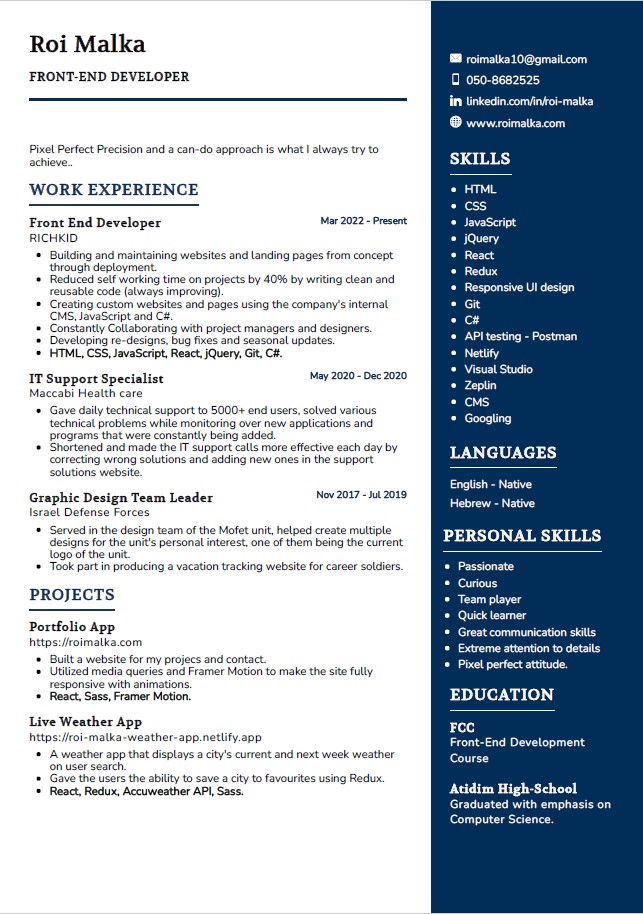 Roi Malka
FRONT-END DEVELOPER
Pixel Perfect Precision and a can-do approach is what I always try to
achieve..
WORK EXPERIENCE
Front End Developer
Mar 2022 - Present
RICHKID
Building and maintaining websites and landing pages from concept
through deployment.
Reduced self working time on projects by 40% by writing clean and
reusable code (always improving).
Creating custom websites and pages using the company's internal
CMS, JavaScript and C#.
Constantly Collaborating with project managers and designers.
Developing re-designs, bug fixes and seasonal updates.
HTML, CSS, JavaScript, React, jQuery, Git, C#.
IT Support Specialist
May 2020 - Dec 2020
Maccabi Health care
Gave daily technical support to 5000+ end users, solved various
technical problems while monitoring over new applications and
programs that were constantly being added.
Shortened and made the IT support calls more effective each day by
correcting wrong solutions and adding new ones in the support
solutions website.
Graphic Design Team Leader
Nov 2017 - Jul 2019
Israel Defense Forces
Served in the design team of the Mofet unit, helped create multiple
designs for the unit's personal interest, one of them being the current
logo of the unit.
Took part in producing a vacation tracking website for career soldiers.
PROJECTS
Portfolio App
https://roimalka.com
Built a website for my projecs and contact.
Utilized media queries and Framer Motion to make the site fully
responsive with animations.
React, Sass, Framer Motion.
Live Weather App
https://roi-malka-weather-app.netlify.app
A weather app that displays a city's current and next week weather
on user search.
Gave the users the ability to save a city to favourites using Redux.
React, Redux, Accuweather API, Sass.
roimalka10@gmail.com
050-8682525
in linkedin.com/in/roi-malka
www.roimalka.com
SKILLS
HTML
CSS
JavaScript
jQuery
React
Redux
Responsive UI design
Git
C#
API testing - Postman
Netlify
Visual Studio
Zeplin
CMS
Googling
LANGUAGES
English - Native
Hebrew - Native
PERSONAL SKILLS
Passionate
Curious
Team player
Quick learner
Great communication skills
Extreme attention to details
Pixel perfect attitude.
EDUCATION
FCC
Front-End Development
Course
Atidim High-School
Graduated with emphasis on
Computer Science.